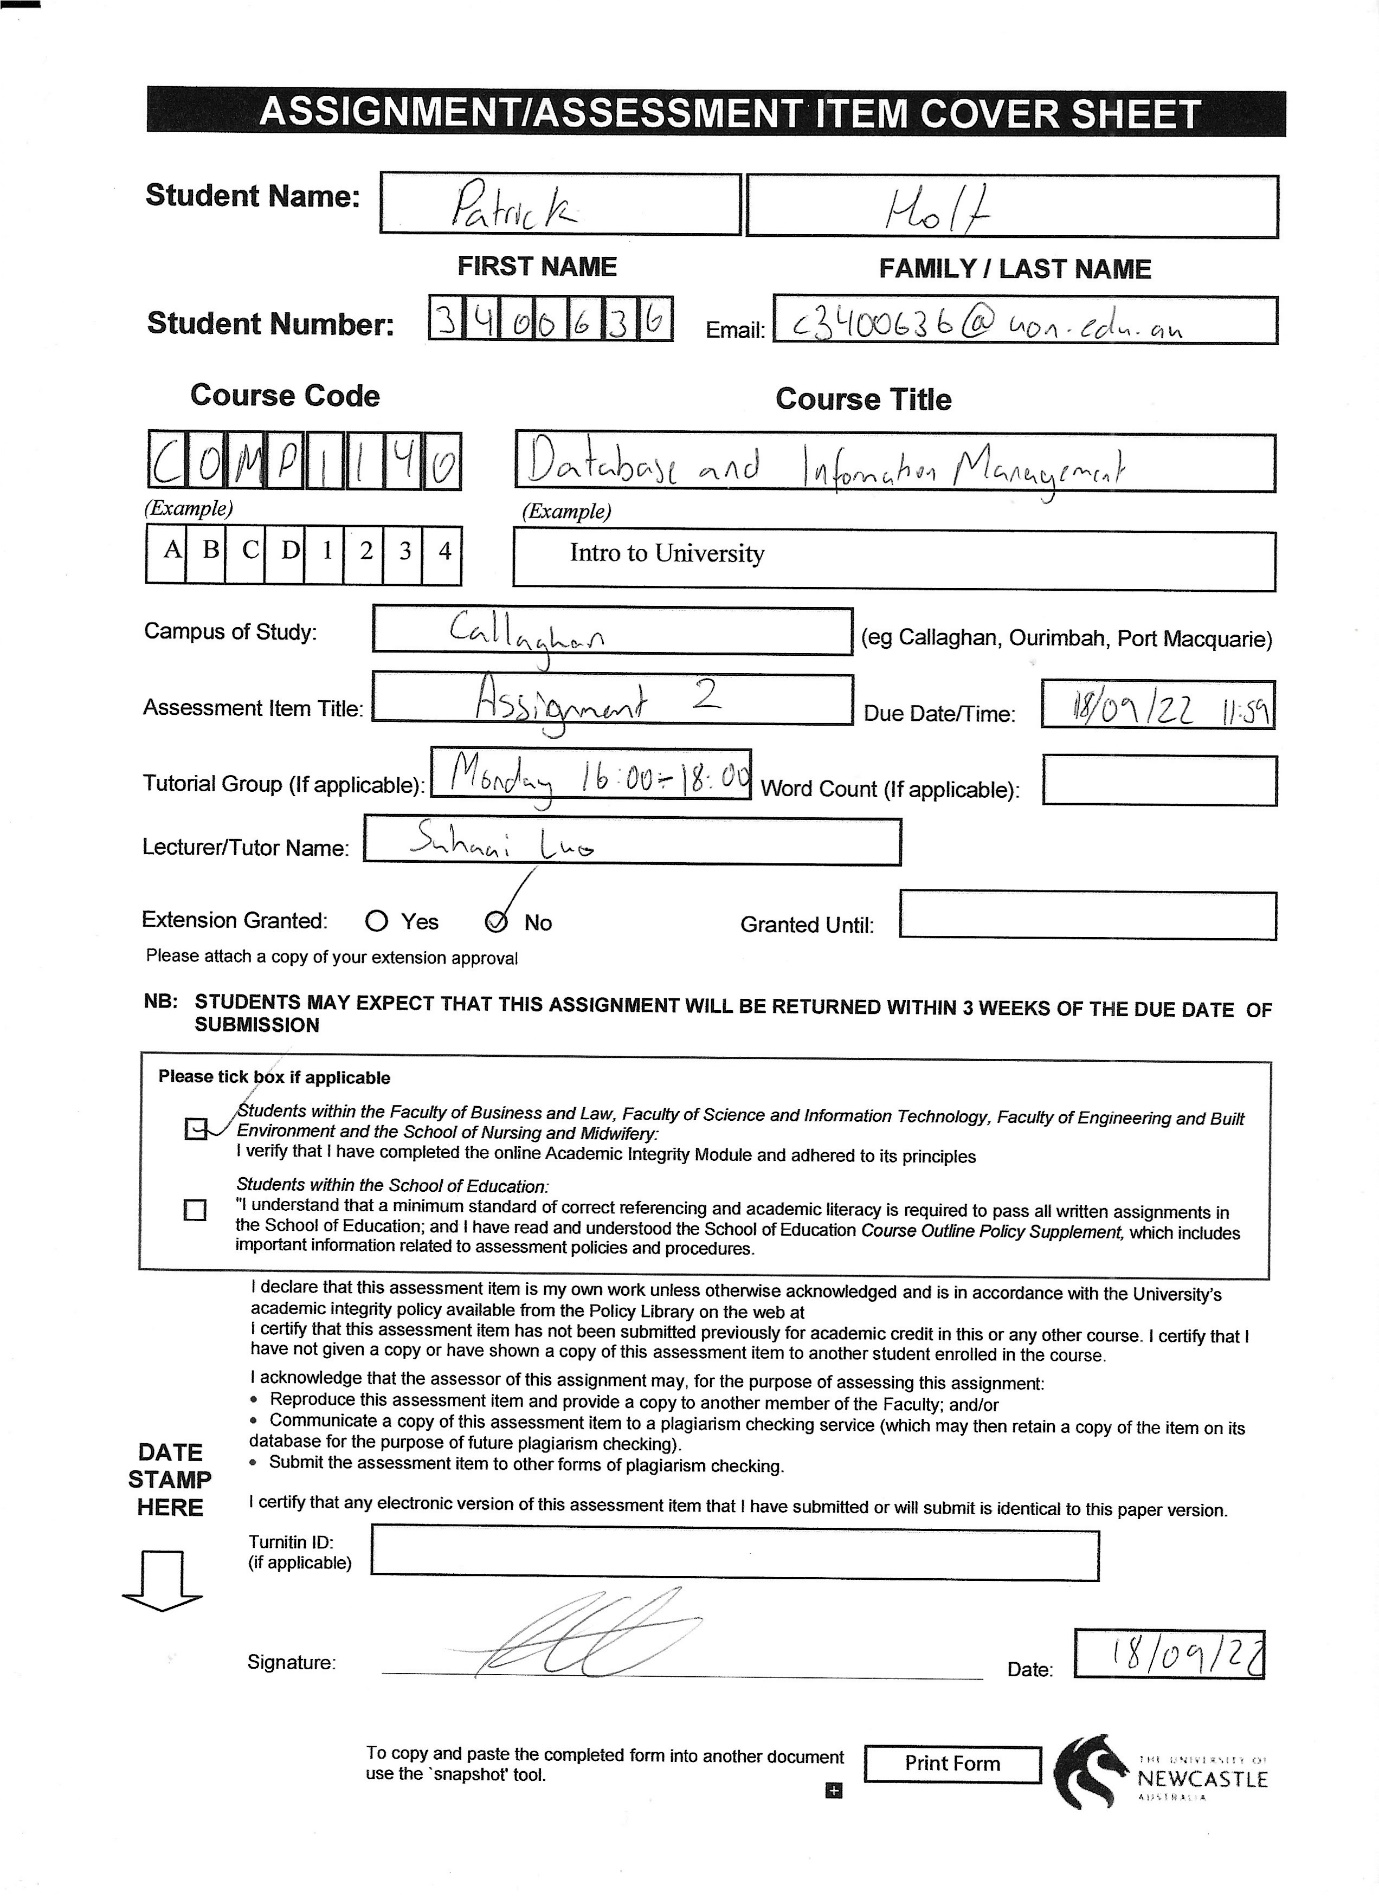 ASSIGNMENT/ASSESSMENT ITEM COVER SHEET
Student Name: Patrick Holt
FIRST NAME FAMILY / LAST NAME
Student Number: 3400636 Email: c3400636@uon.edu.au
Course Code Course Title
COMP1140 Database and Infomation Management
(Example) (Example)
A B C D 1 2 3 4 Intro to University
Campus of Study: Callaghan (eg Callaghan, Ourimbah, Port Macquarie)
Assessment Item Title: Assignment 2 Due Date/Time: 18/09/22 11:59
Tutorial Group (If applicable): Monday 16:00-18:00 Word Count (If applicable):
Lecturer/Tutor Name: Suhuai Luo
Extension Granted: Yes No Granted Until:
Please attach a copy of your extension approval
NB: STUDENTS MAY EXPECT THAT THIS ASSIGNMENT WILL BE RETURNED WITHIN 3 WEEKS OF THE DUE DATE OF
SUBMISSION
Please tick box if applicable
Students within the Faculty of Business and Law, Faculty of Science and Information Technology, Faculty of Engineering and Built
Environment and the School of Nursing and Midwifery:
I verify that I have completed the online Academic Integrity Module and adhered to its principles
Students within the School of Education:
"I understand that a minimum standard of correct referencing and academic literacy is required to pass all written assignments in
the School of Education; and I have read and understood the School of Education Course Outline Policy Supplement, which includes
important information related to assessment policies and procedures.
I declare that this assessment item is my own work unless otherwise acknowledged and is in accordance with the University's
academic integrity policy available from the Policy Library on the web at
I certify that this assessment item has not been submitted previously for academic credit in this or any other course. I certify that I
have not given a copy or have shown a copy of this assessment item to another student enrolled in the course.
I acknowledge that the assessor of this assignment may, for the purpose of assessing this assignment:
• Reproduce this assessment item and provide a copy to another member of the Faculty; and/or
• Communicate a copy of this assessment item to a plagiarism checking service (which may then retain a copy of the item on its
database for the purpose of future plagiarism checking).
• Submit the assessment item to other forms of plagiarism checking.
DATE
STAMP
HERE
I certify that any electronic version of this assessment item that I have submitted or will submit is identical to this paper version.
Turnitin ID:
(if applicable)
Signature: Date: 18/09/22
To copy and paste the completed form into another document
use the `snapshot' tool.
Print Form
THE UNIVERSITY OF
NEWCASTLE
AUSTRALIA